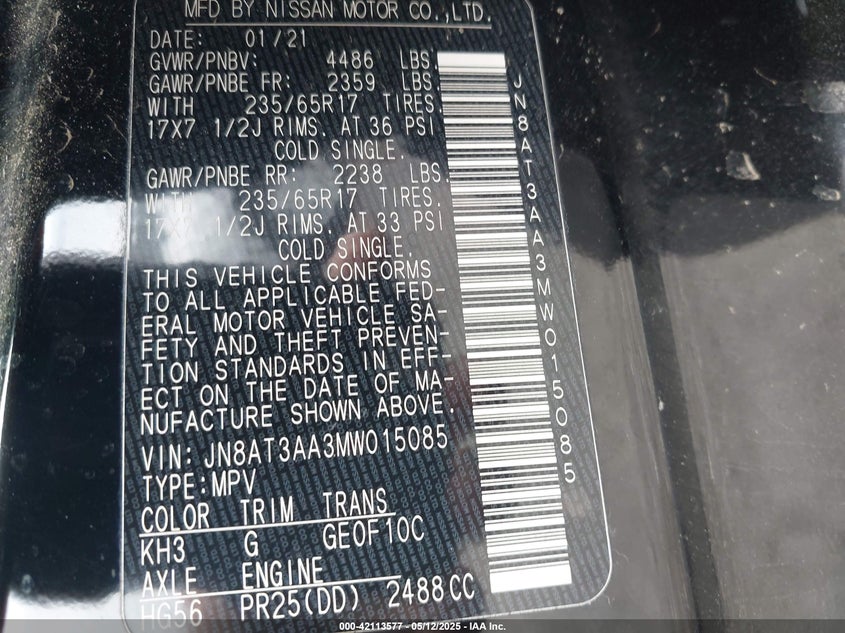 MFD BY NISSAN MOTOR CO.,LTD.
DATE: 01/21
GVWR/PNBV: 4486 LBS.
GAWR/PNBE FR: 2359 LBS
WITH 235/65R17 TIRES.
17X7 1/2J RIMS. AT 36 PSI
COLD SINGLE.
GAWR/PNBE RR: 2238 LBS.
WITH 235/65R17 TIRES.
17X7 1/2J RIMS. AT 33 PSI
COLD SINGLE.
THIS VEHICLE CONFORMS
TO ALL APPLICABLE FED-
ERAL MOTOR VEHICLE SA-
FETY AND THEFT PREVEN-
TION STANDARDS IN EFF-
ECT ON THE DATE OF MA-
NUFACTURE SHOWN ABOVE.
VIN: JN8AT3AA3MW015085
TYPE:MPV
COLOR TRIM TRANS
KH3 G GE0F10C
AXLE ENGINE
HG56 PR25(DD) 2488CC
JN8AT3AA3MW015085
000-42113577 — 05/12/2025 — IAA Inc.